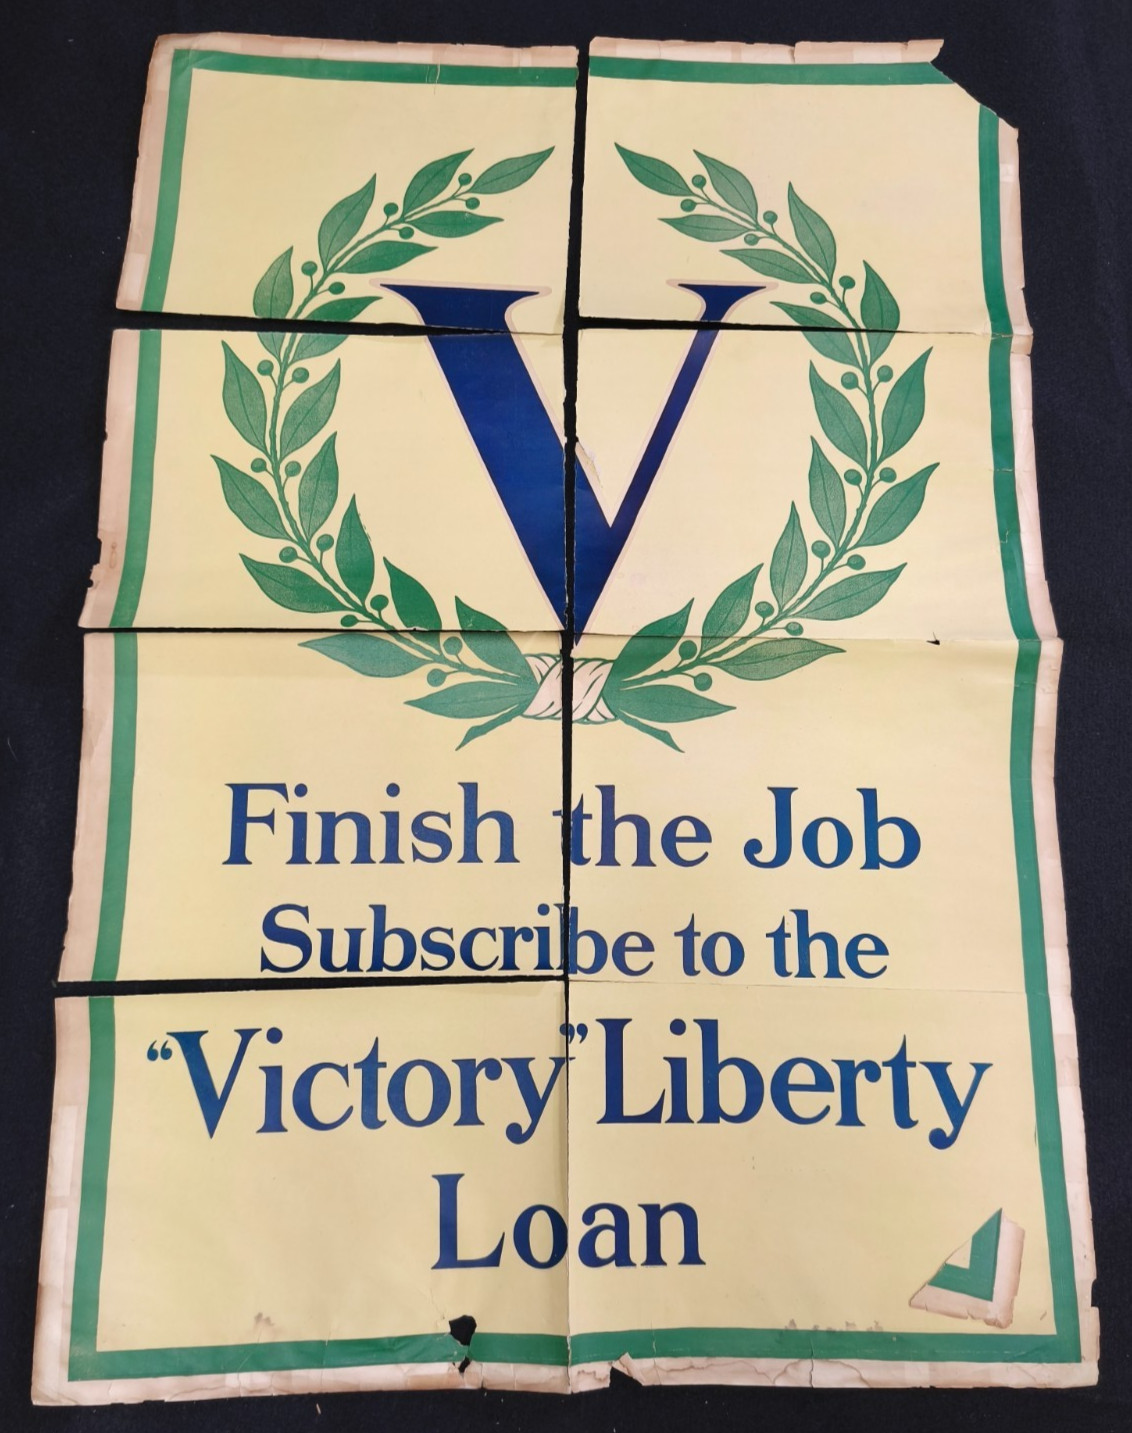 V
Finish the Job
Subscribe to the
“Victory” Liberty
Loan